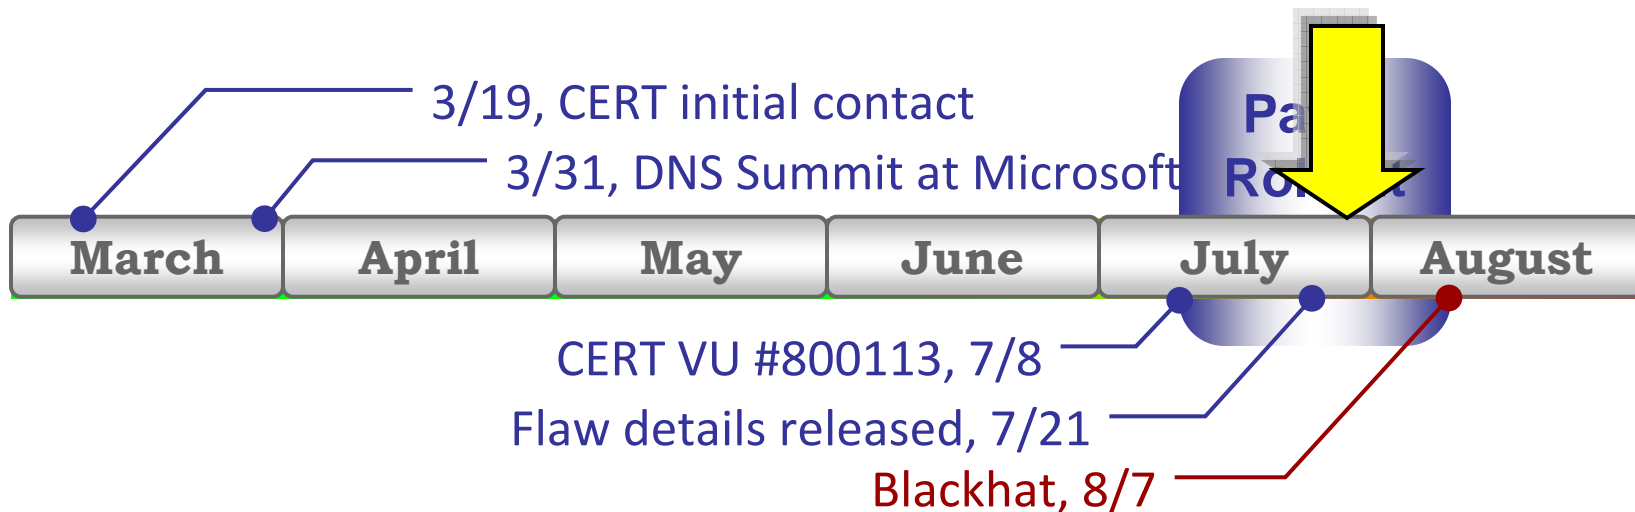 3/19, CERT initial contact
3/31, DNS Summit at Microsoft
March April May June July August
CERT VU #800113, 7/8
Flaw details released, 7/21
Blackhat, 8/7